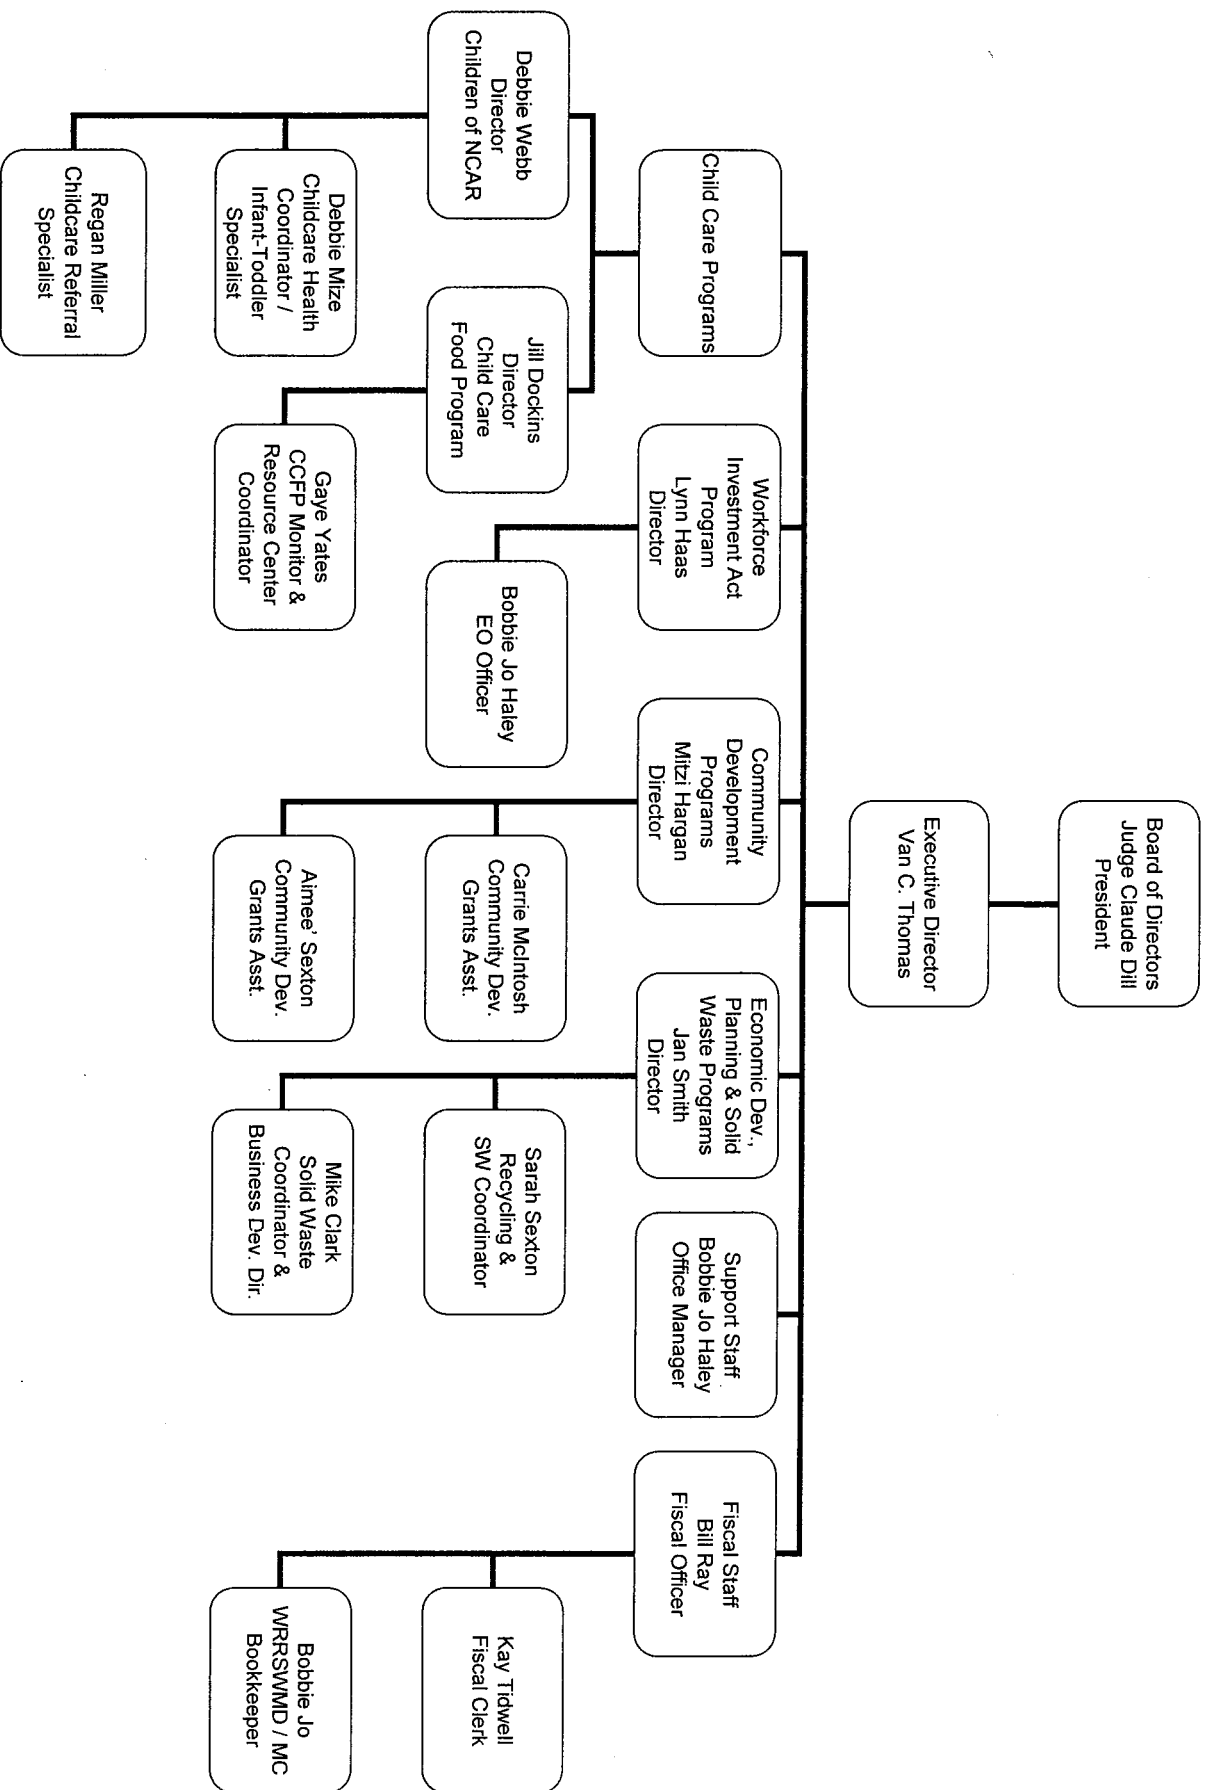 Board of Directors
Judge Claude Dill
President
Executive Director
Van C. Thomas
Child Care Programs
Workforce
Investment Act
Program
Lynn Haas
Director
Community
Development
Programs
Mitzi Hargan
Director
Economic Dev.,
Planning & Solid
Waste Programs
Jan Smith
Director
Support Staff
Bobbie Jo Haley
Office Manager
Fiscal Staff
Bill Ray
Fiscal Officer
Debbie Webb
Director
Children of NCAR
Jill Dockins
Director
Child Care
Food Program
Bobbie Jo Haley
EO Officer
Carrie McIntosh
Community Dev.
Grants Asst.
Sarah Sexton
Recycling &
SW Coordinator
Kay Tidwell
Fiscal Clerk
Debbie Mize
Childcare Health
Coordinator /
Infant-Toddler
Specialist
Gaye Yates
CCFP Monitor &
Resource Center
Coordinator
Aimee' Sexton
Community Dev.
Grants Asst.
Mike Clark
Solid Waste
Coordinator &
Business Dev. Dir.
Bobbie Jo
WRRSWMD / MC
Bookkeeper
Regan Miller
Childcare Referral
Specialist